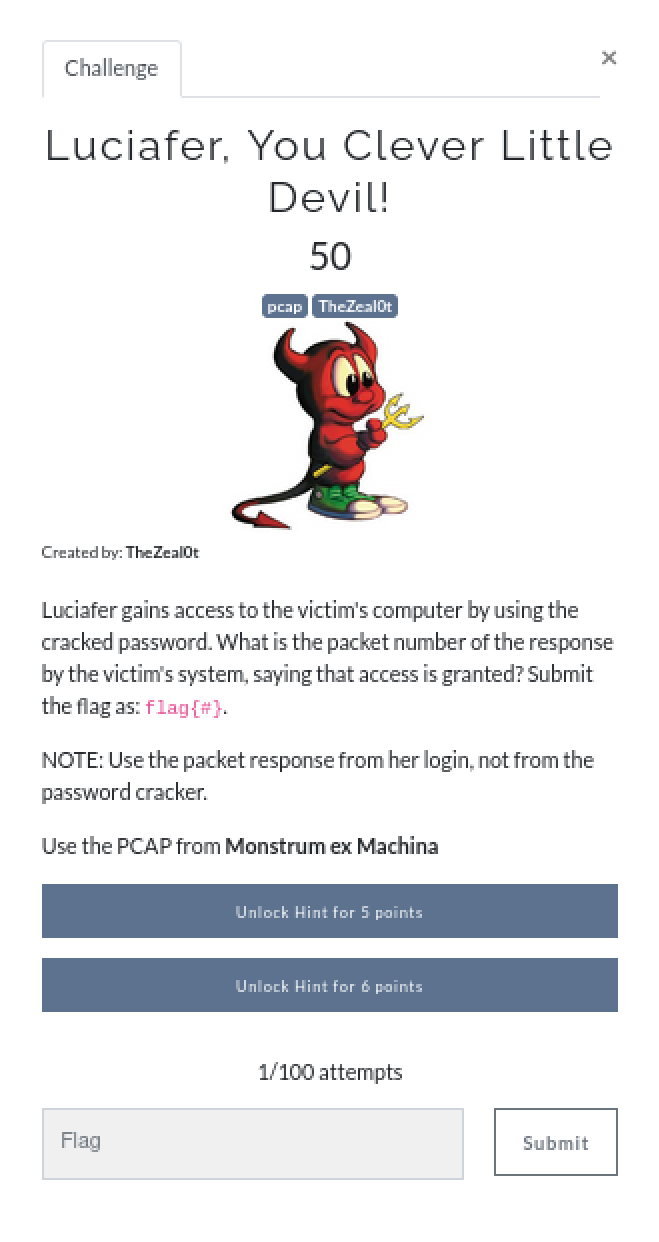 Challenge
×
Luciafer, You Clever Little
Devil!
50
pcap TheZeal0t
Created by: TheZeal0t
Luciafer gains access to the victim's computer by using the
cracked password. What is the packet number of the response
by the victim's system, saying that access is granted? Submit
the flag as: flag{#}.
NOTE: Use the packet response from her login, not from the
password cracker.
Use the PCAP from Monstrum ex Machina
Unlock Hint for 5 points
Unlock Hint for 6 points
1/100 attempts
Flag
Submit